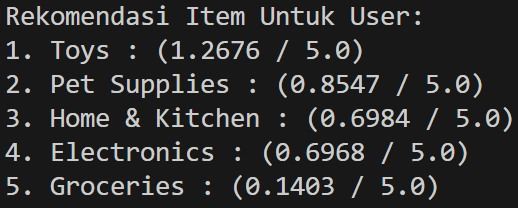 Rekomendasi Item Untuk User:
1. Toys : (1.2676 / 5.0)
2. Pet Supplies : (0.8547 / 5.0)
3. Home & Kitchen : (0.6984 / 5.0)
4. Electronics : (0.6968 / 5.0)
5. Groceries : (0.1403 / 5.0)